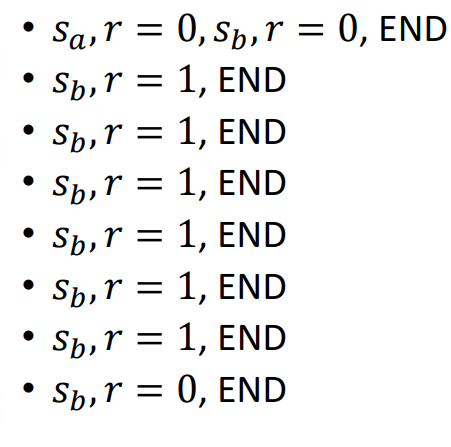 • sₐ, r = 0, s_b, r = 0, END
• s_b, r = 1, END
• s_b, r = 1, END
• s_b, r = 1, END
• s_b, r = 1, END
• s_b, r = 1, END
• s_b, r = 1, END
• s_b, r = 0, END